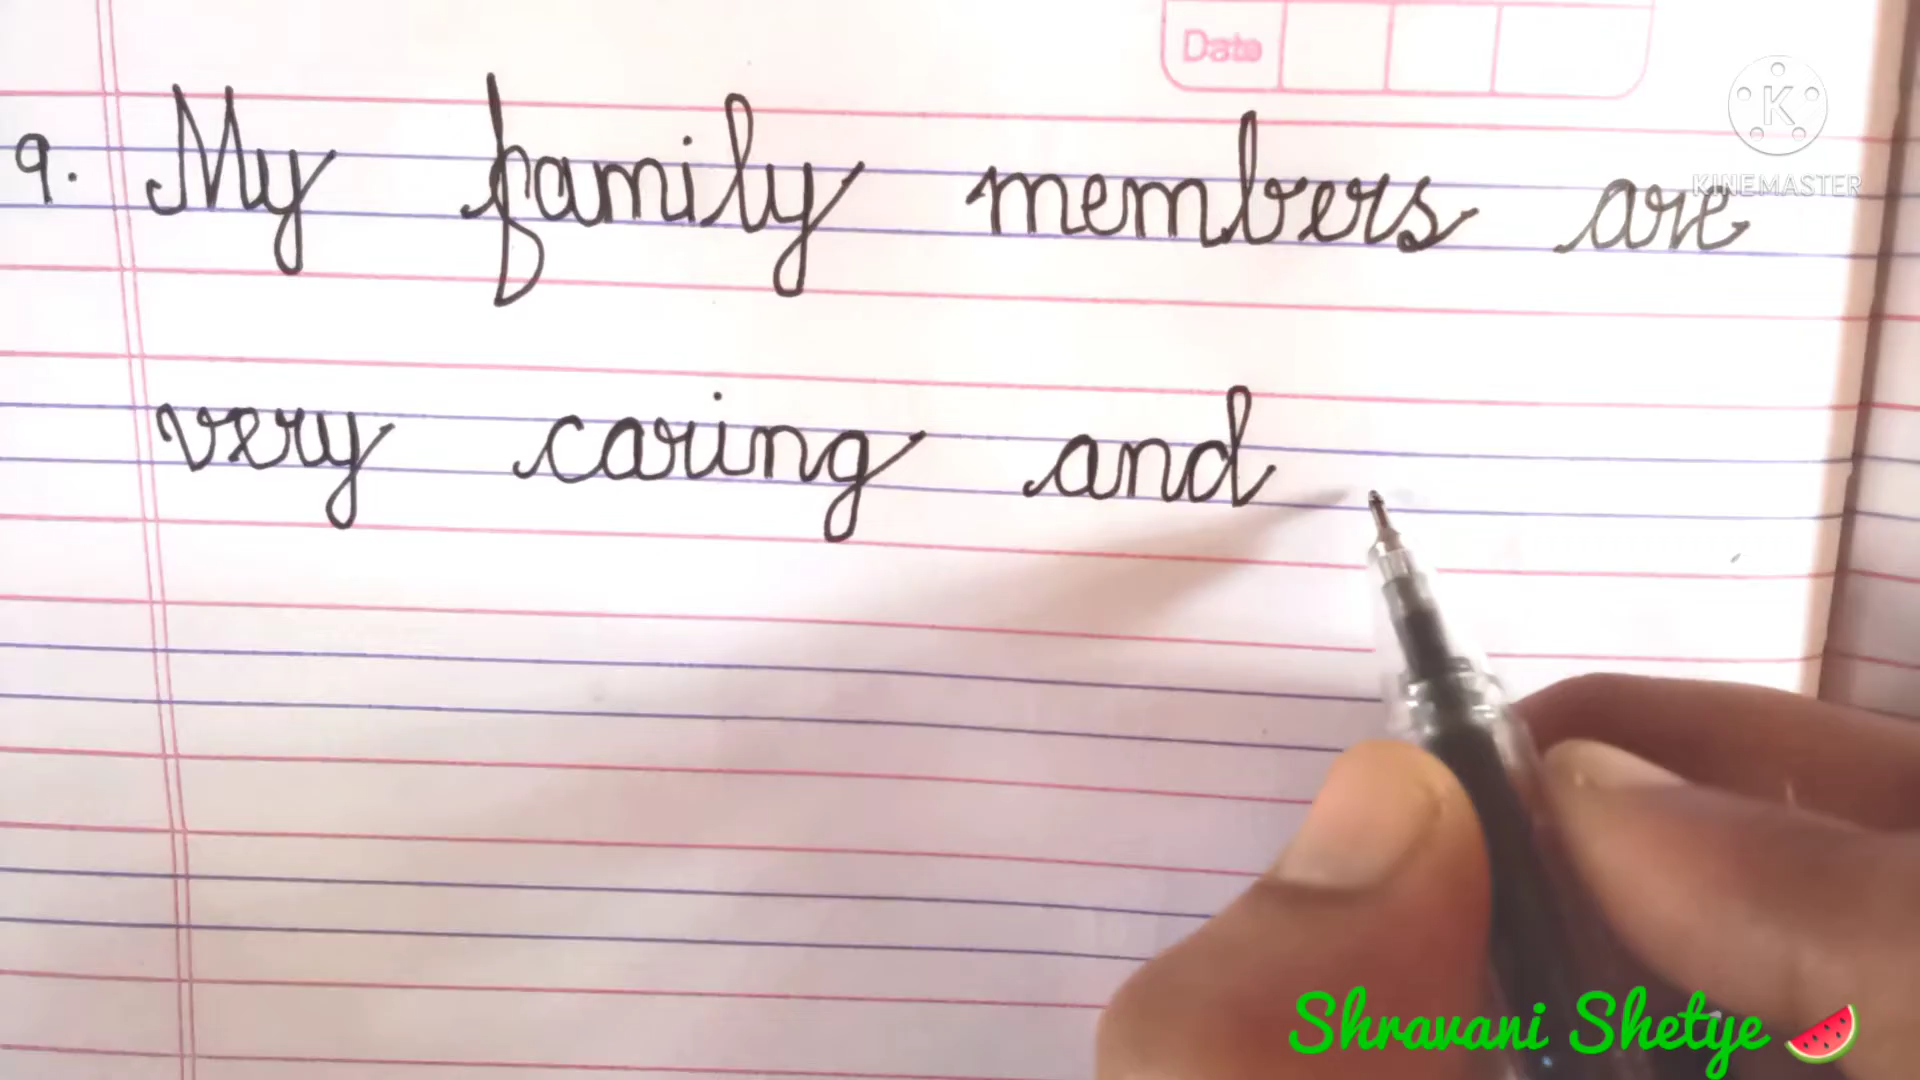 Date
KINEMASTER
9. My family members are
very caring and
Shravani Shetye